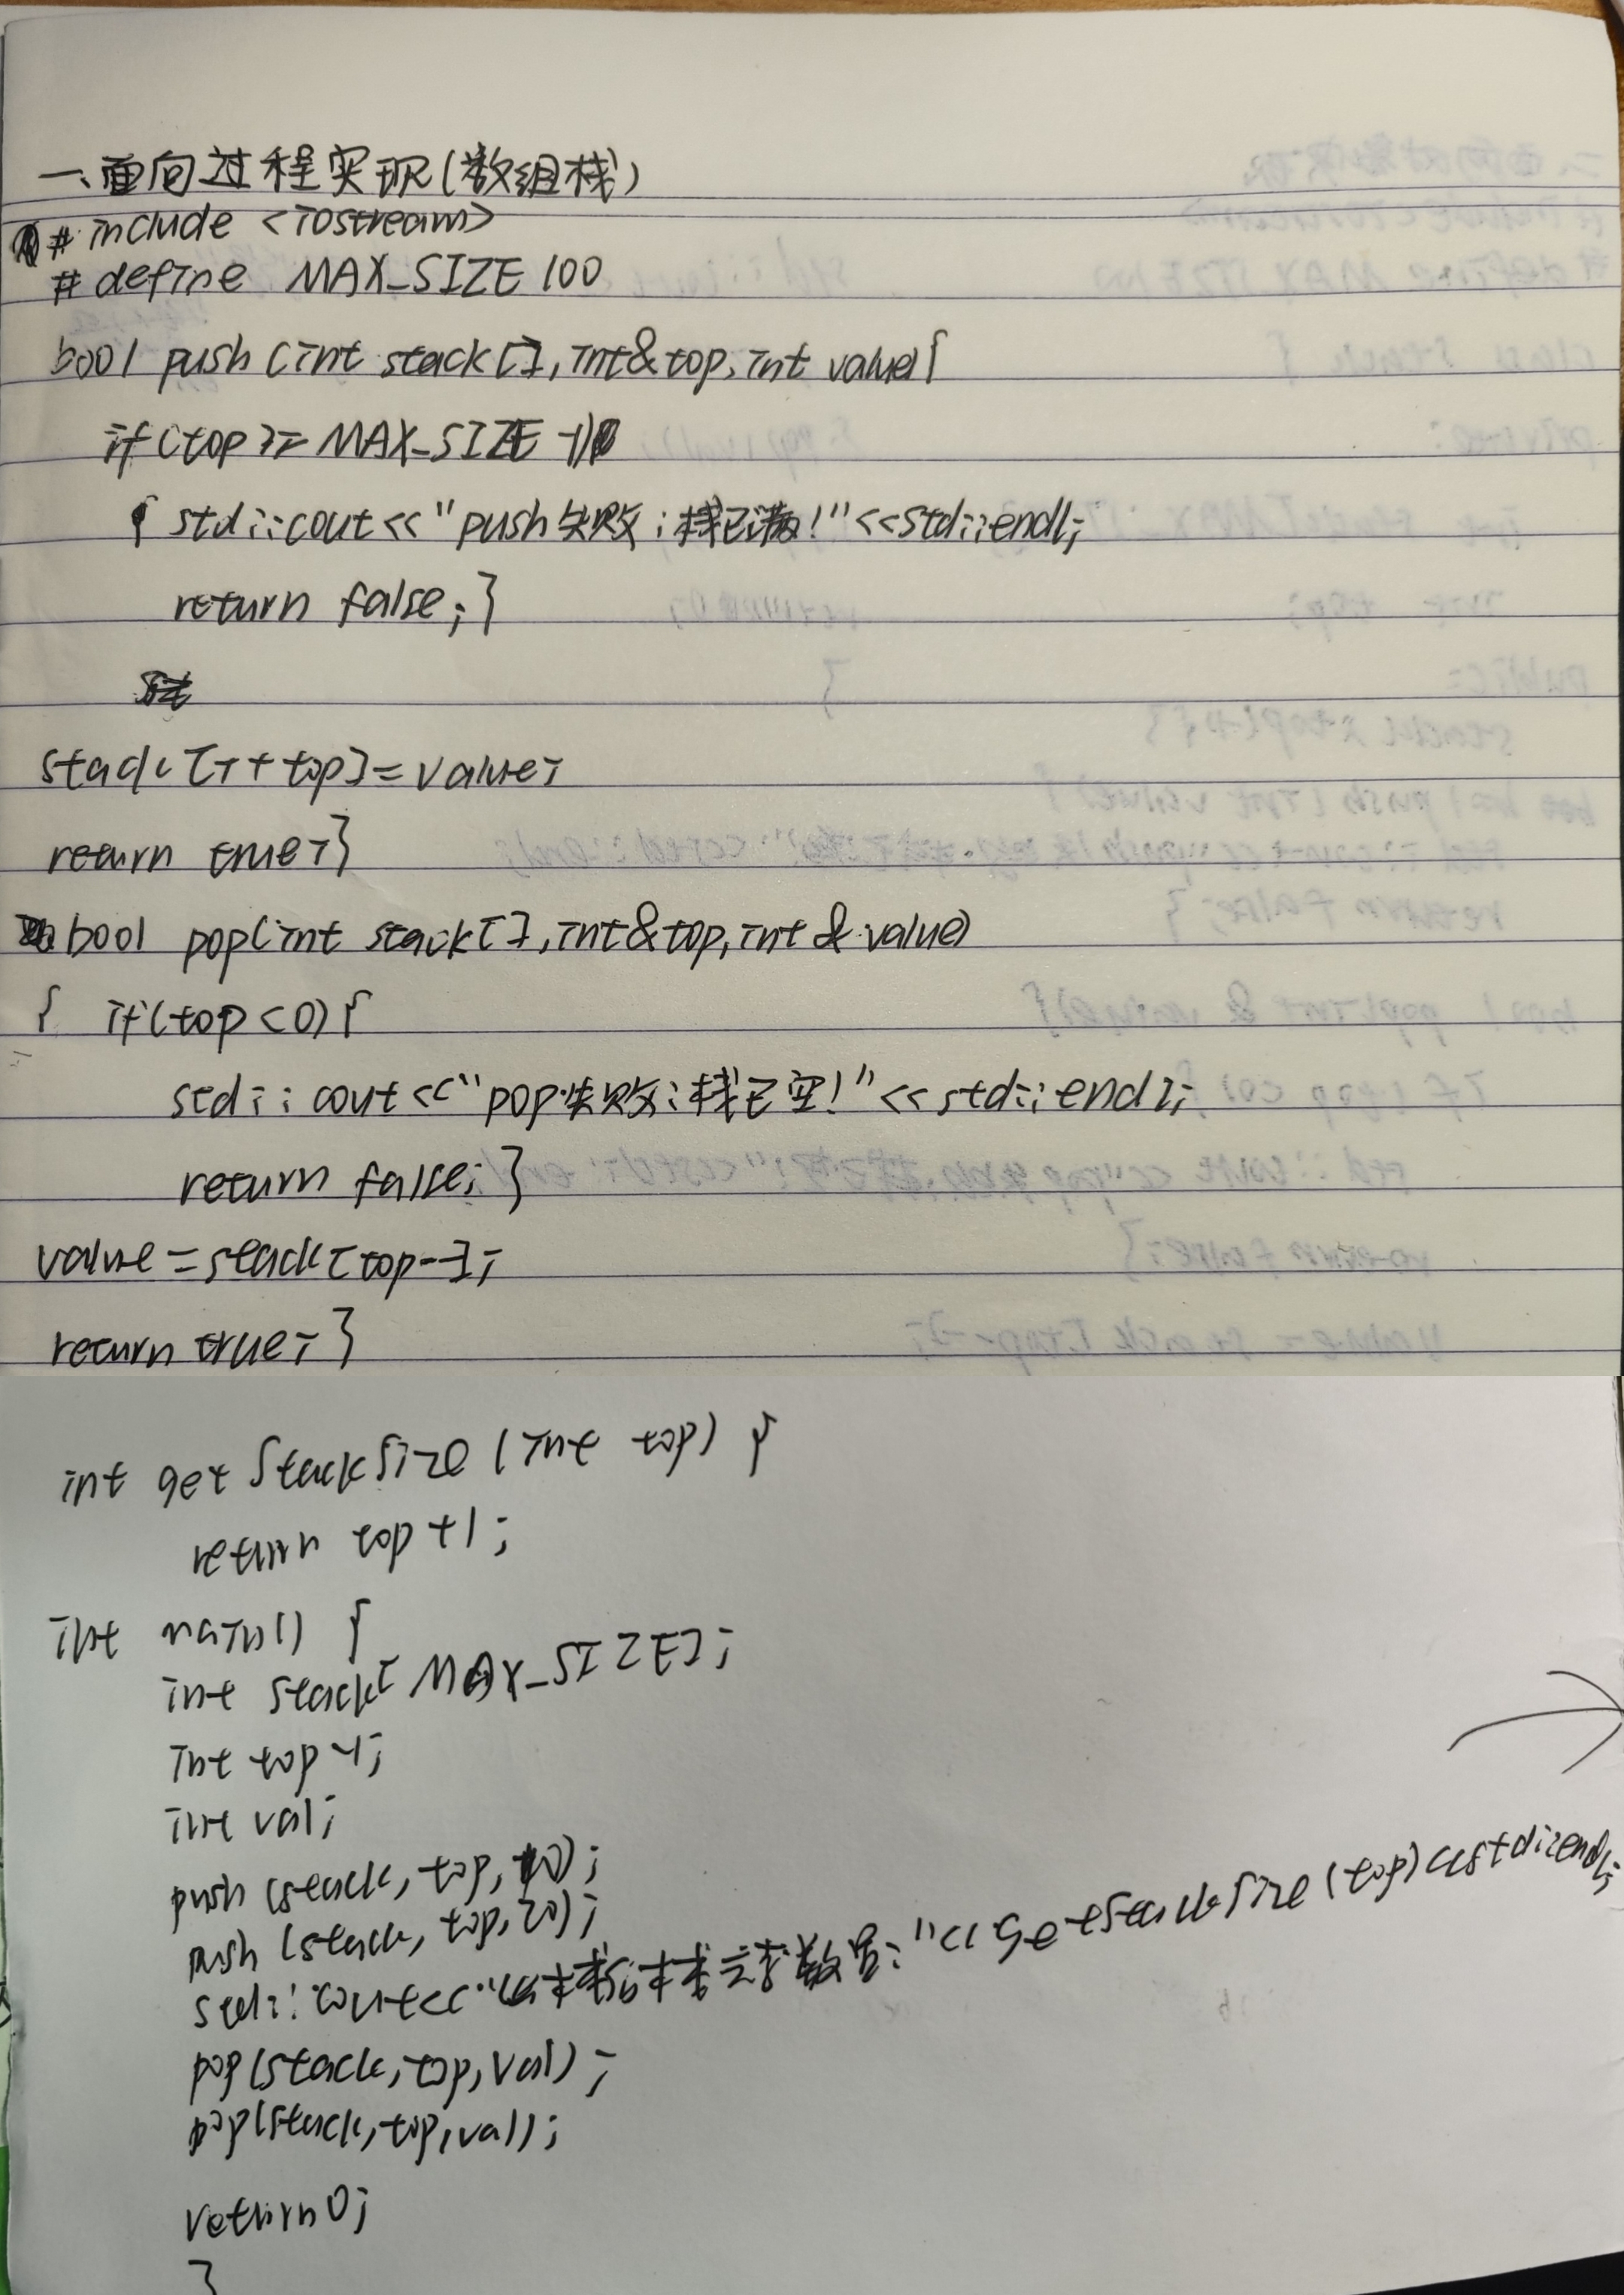 一、面向过程实现(数组栈)
# include <iostream>
# define MAX_SIZE 100
bool push (int stack[], int&top, int value){
if (top >= MAX_SIZE -1)
{ std::cout<<"push失败:栈已满!"<<std::endl;
return false; }
stack[++top]=value;
return true;}
bool pop(int stack[], int&top, int & value)
{ if(top<0){
std::cout<<"pop失败:栈已空!"<<std::endl;
return false; }
value=stack[top--];
return true;}
int getStackSize (int top) {
return top+1;
int main() {
int stack[MAX_SIZE];
int top-1;
int val;
push (stack, top, 10);
push (stack, top, 20);
std::cout<<"栈元素数量:"<<getStackSize(top)<<std::endl;
pop(stack, top, val);
pop(stack, top, val);
return 0;
}